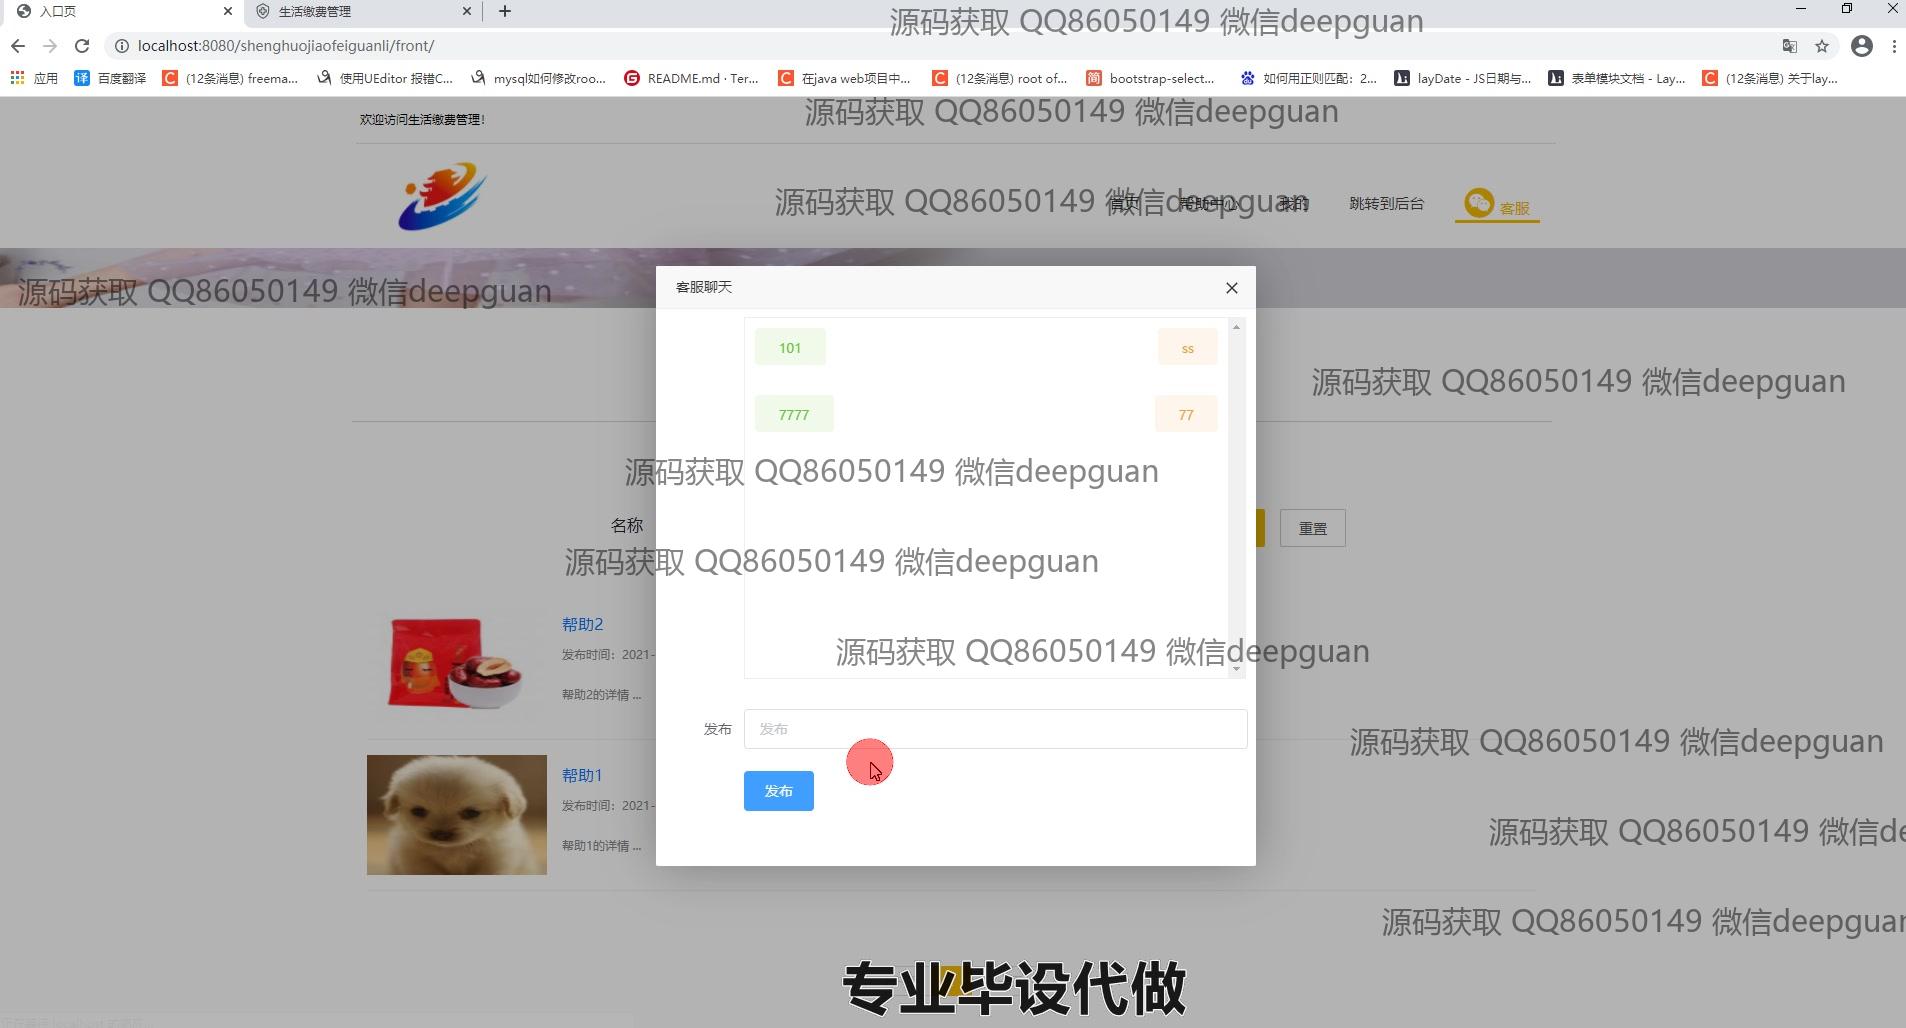 入口页
生活缴费管理
源码获取 QQ86050149 微信deepguan
localhost:8080/shenghuojiaofeiguanli/front/
应用
百度翻译
(12条消息) freema...
使用UEditor 报错C...
mysql如何修改roo...
README.md · Ter...
在java web项目中...
(12条消息) root of...
bootstrap-select...
如何用正则匹配：2...
layDate - JS日期与...
表单模块文档 - Lay...
(12条消息) 关于lay...
源码获取 QQ86050149 微信deepguan
欢迎访问生活缴费管理！
源码获取 QQ86050149 微信deepguan
首页
帮助中心
我的
跳转到后台
客服
源码获取 QQ86050149 微信deepguan
客服聊天
101
ss
源码获取 QQ86050149 微信deepguan
7777
77
源码获取 QQ86050149 微信deepguan
名称
重置
源码获取 QQ86050149 微信deepguan
帮助2
发布时间：2021-
源码获取 QQ86050149 微信deepguan
帮助2的详情 ...
发布
发布
源码获取 QQ86050149 微信deepguan
帮助1
发布时间：2021-
发布
源码获取 QQ86050149 微信de
帮助1的详情 ...
源码获取 QQ86050149 微信deepguan
专业毕设代做